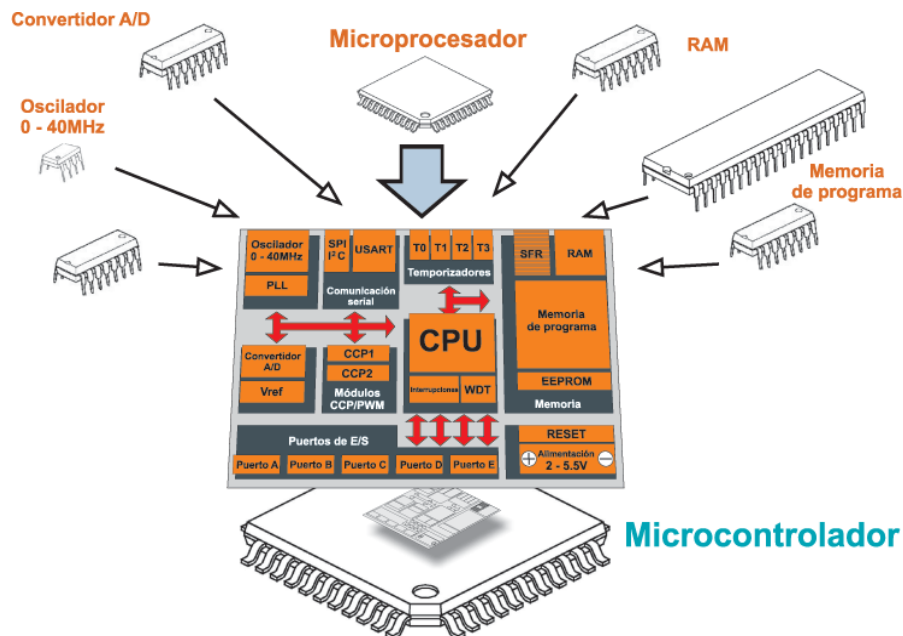 Convertidor A/D
Microprocesador
RAM
Oscilador
0 - 40MHz
Memoria
de programa
Oscilador
0 - 40MHz
PLL
SPI
I²C
USART
Comunicación
serial
T0 T1 T2 T3
Temporizadores
SFR
RAM
Memoria
de programa
EEPROM
Memoria
Convertidor
A/D
Vref
CCP1
CCP2
Módulos
CCP/PWM
CPU
Interrupciones
WDT
Puertos de E/S
Puerto A Puerto B Puerto C Puerto D Puerto E
RESET
+ Alimentación −
2 - 5.5V
Microcontrolador